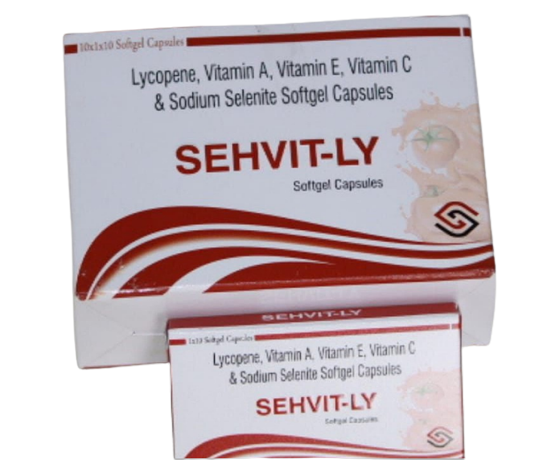 10x1x10 Softgel Capsules
Lycopene, Vitamin A, Vitamin E, Vitamin C
& Sodium Selenite Softgel Capsules
SEHVIT-LY
Softgel Capsules
SEHVIT-LY
1x10 Softgel Capsules
Lycopene, Vitamin A, Vitamin E, Vitamin C
& Sodium Selenite Softgel Capsules
SEHVIT-LY
Softgel Capsules